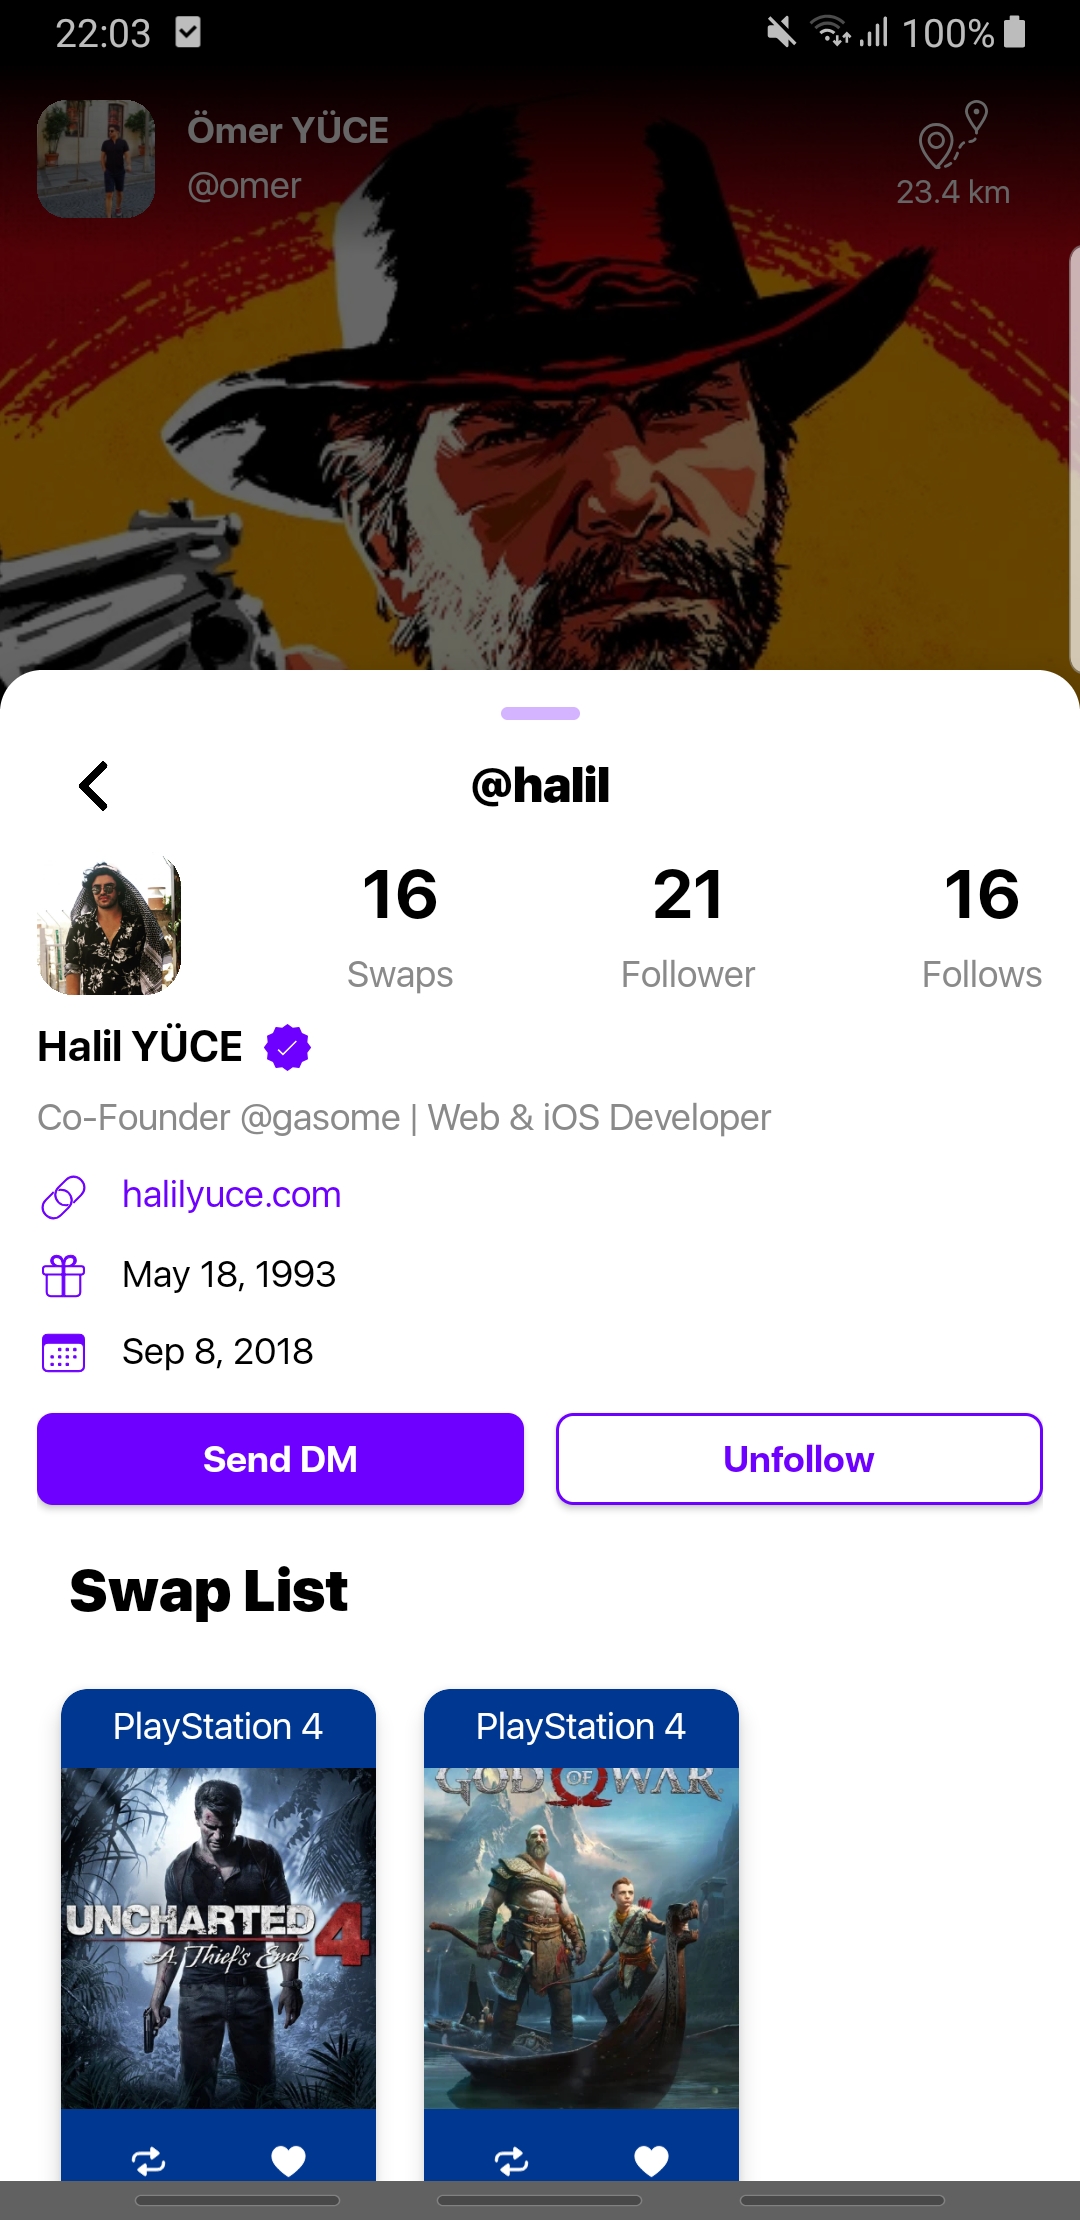 22:03
100%
Ömer YÜCE
@omer
23.4 km
@halil
16
21
16
Swaps
Follower
Follows
Halil YÜCE
Co-Founder @gasome | Web & iOS Developer
halilyuce.com
May 18, 1993
Sep 8, 2018
Send DM
Unfollow
Swap List
PlayStation 4
PlayStation 4
GOD OF WAR
UNCHARTED 4
A Thief's End